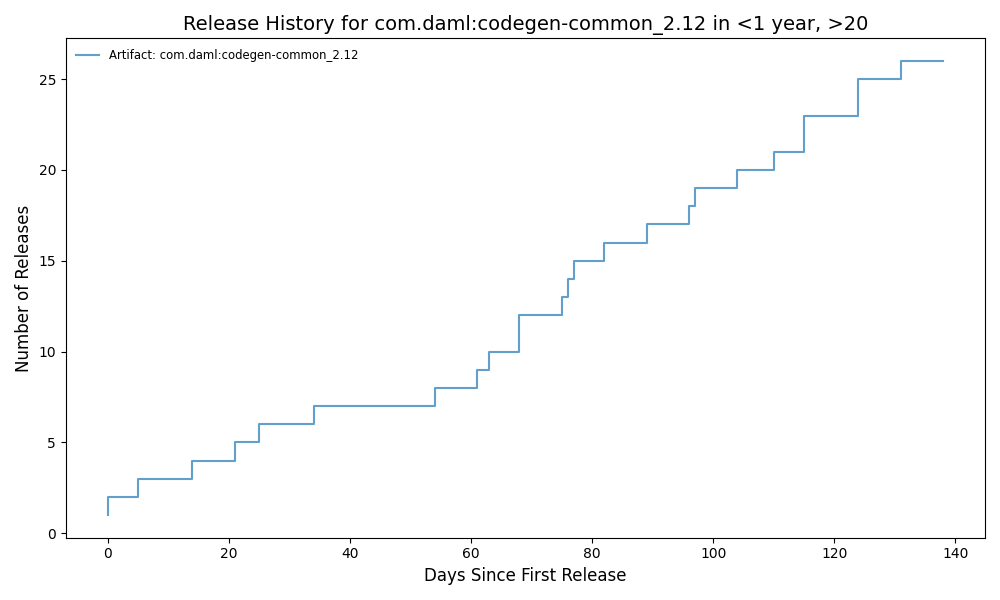 Release History for com.daml:codegen-common_2.12 in <1 year, >20
Artifact: com.daml:codegen-common_2.12
25
20
15
10
5
0
Number of Releases
0 20 40 60 80 100 120 140
Days Since First Release